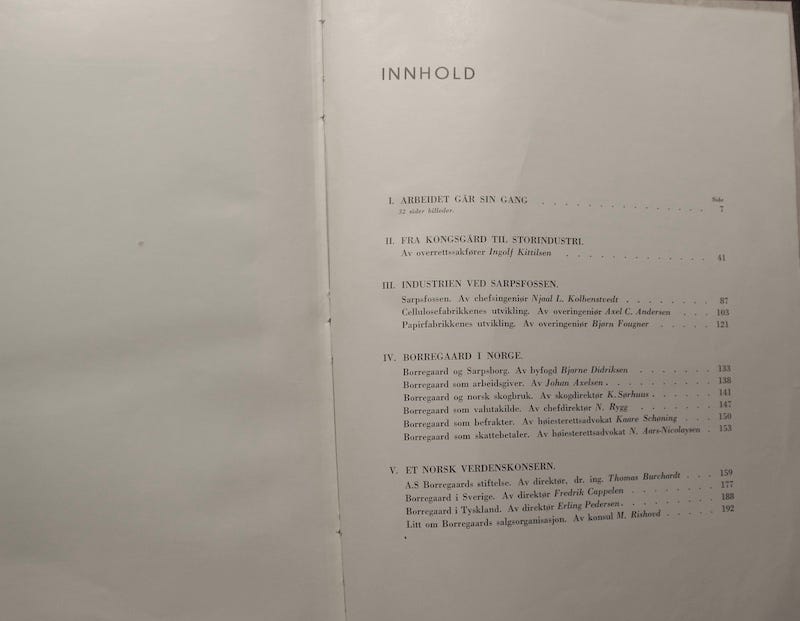 INNHOLD
Side
I. ARBEIDET GÅR SIN GANG . . . . . . . . . . . . 7
32 sider billeder.
II. FRA KONGSGÅRD TIL STORINDUSTRI.
Av overrettssakfører Ingolf Kittilsen . . . . . . . . . . 41
III. INDUSTRIEN VED SARPSFOSSEN.
Sarpsfossen. Av chefsingeniør Njaal L. Kolbenstvedt . . . . . . 87
Cellulosefabrikkenes utvikling. Av overingeniør Axel C. Andersen . . . 103
Papirfabrikkenes utvikling. Av overingeniør Bjørn Fougner . . . . . 121
IV. BORREGAARD I NORGE.
Borregaard og Sarpsborg. Av byfogd Bjarne Didriksen . . . . . . 133
Borregaard som arbeidsgiver. Av Johan Axelsen . . . . . . . . 138
Borregaard og norsk skogbruk. Av skogdirektør K. Sørhuus . . . . . 141
Borregaard som valutakilde. Av chefdirektør N. Rygg . . . . . . 147
Borregaard som befrakter. Av høiesterettsadvokat Kaare Schøning . . . 150
Borregaard som skattebetaler. Av høiesterettsadvokat N. Aars-Nicolaysen . 153
V. ET NORSK VERDENSKONSERN.
A.S Borregaards stiftelse. Av direktør, dr. ing. Thomas Burchardt . . . 159
Borregaard i Sverige. Av direktør Fredrik Cappelen . . . . . . . 177
Borregaard i Tyskland. Av direktør Erling Pedersen . . . . . . . 188
Litt om Borregaards salgsorganisasjon. Av konsul M. Rishovd . . . . . 192